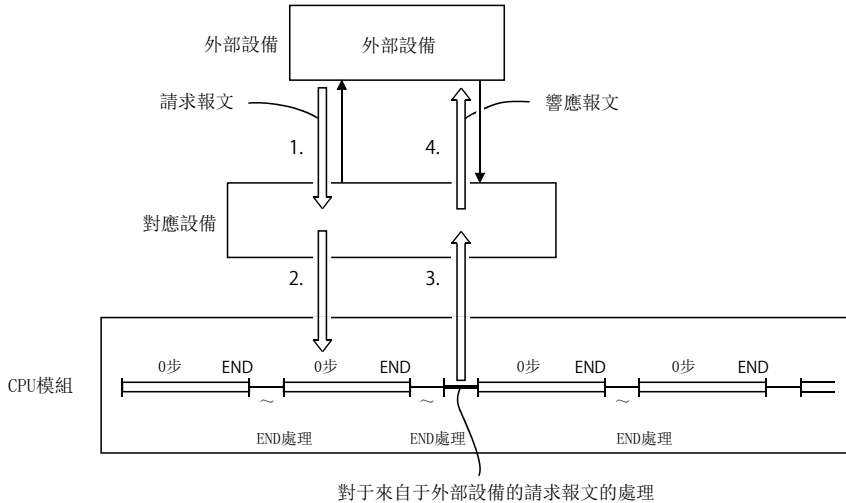 外部設備
外部設備
請求報文
響應報文
1.
4.
對應設備
2.
3.
0步
END
0步
END
0步
END
0步
END
CPU模組
～
～
～
END處理
END處理
END處理
對于來自于外部設備的請求報文的處理